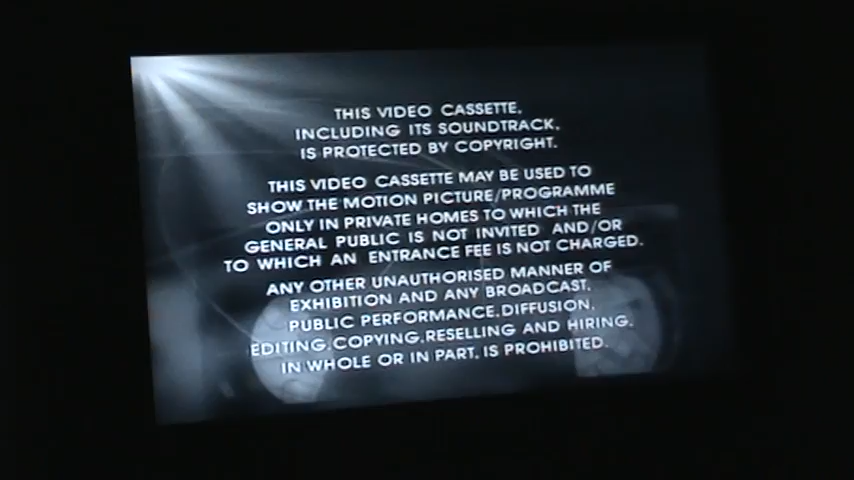 THIS VIDEO CASSETTE,
INCLUDING ITS SOUNDTRACK,
IS PROTECTED BY COPYRIGHT.
THIS VIDEO CASSETTE MAY BE USED TO
SHOW THE MOTION PICTURE/PROGRAMME
ONLY IN PRIVATE HOMES TO WHICH THE
GENERAL PUBLIC IS NOT INVITED AND/OR
TO WHICH AN ENTRANCE FEE IS NOT CHARGED.
ANY OTHER UNAUTHORISED MANNER OF
EXHIBITION AND ANY BROADCAST,
PUBLIC PERFORMANCE, DIFFUSION,
EDITING, COPYING, RESELLING AND HIRING,
IN WHOLE OR IN PART, IS PROHIBITED.